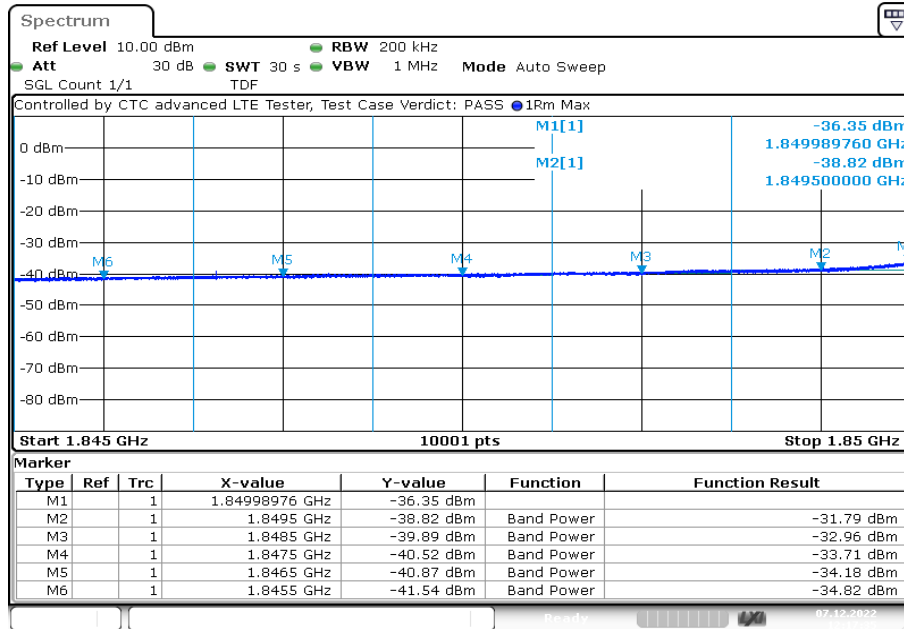 Spectrum
Ref Level 10.00 dBm RBW 200 kHz
Att 30 dB SWT 30 s VBW 1 MHz Mode Auto Sweep
SGL Count 1/1 TDF
Controlled by CTC advanced LTE Tester, Test Case Verdict: PASS 1Rm Max
M1[1] -36.35 dBm
1.849989760 GHz
0 dBm
M2[1] -38.82 dBm
1.849500000 GHz
-10 dBm
-20 dBm
-30 dBm
M6 M5 M4 M3 M2
-40 dBm
-50 dBm
-60 dBm
-70 dBm
-80 dBm
Start 1.845 GHz 10001 pts Stop 1.85 GHz
Marker
Type Ref Trc X-value Y-value Function Function Result
M1 1 1.84998976 GHz -36.35 dBm
M2 1 1.8495 GHz -38.82 dBm Band Power -31.79 dBm
M3 1 1.8485 GHz -39.89 dBm Band Power -32.96 dBm
M4 1 1.8475 GHz -40.52 dBm Band Power -33.71 dBm
M5 1 1.8465 GHz -40.87 dBm Band Power -34.18 dBm
M6 1 1.8455 GHz -41.54 dBm Band Power -34.82 dBm
Ready LXI 07.12.2022